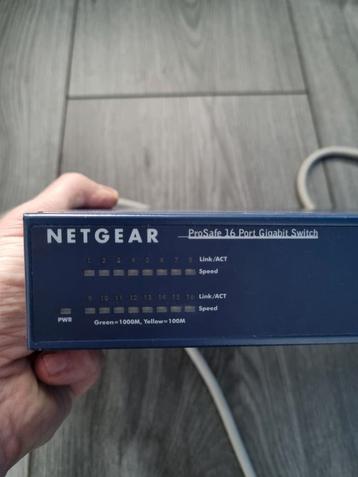 NETGEAR ProSafe 16 Port Gigabit Switch
1 2 3 4 5 6 7 8 Link/ACT
Speed
9 10 11 12 13 14 15 16 Link/ACT
Speed
PWR
Green=1000M, Yellow=100M